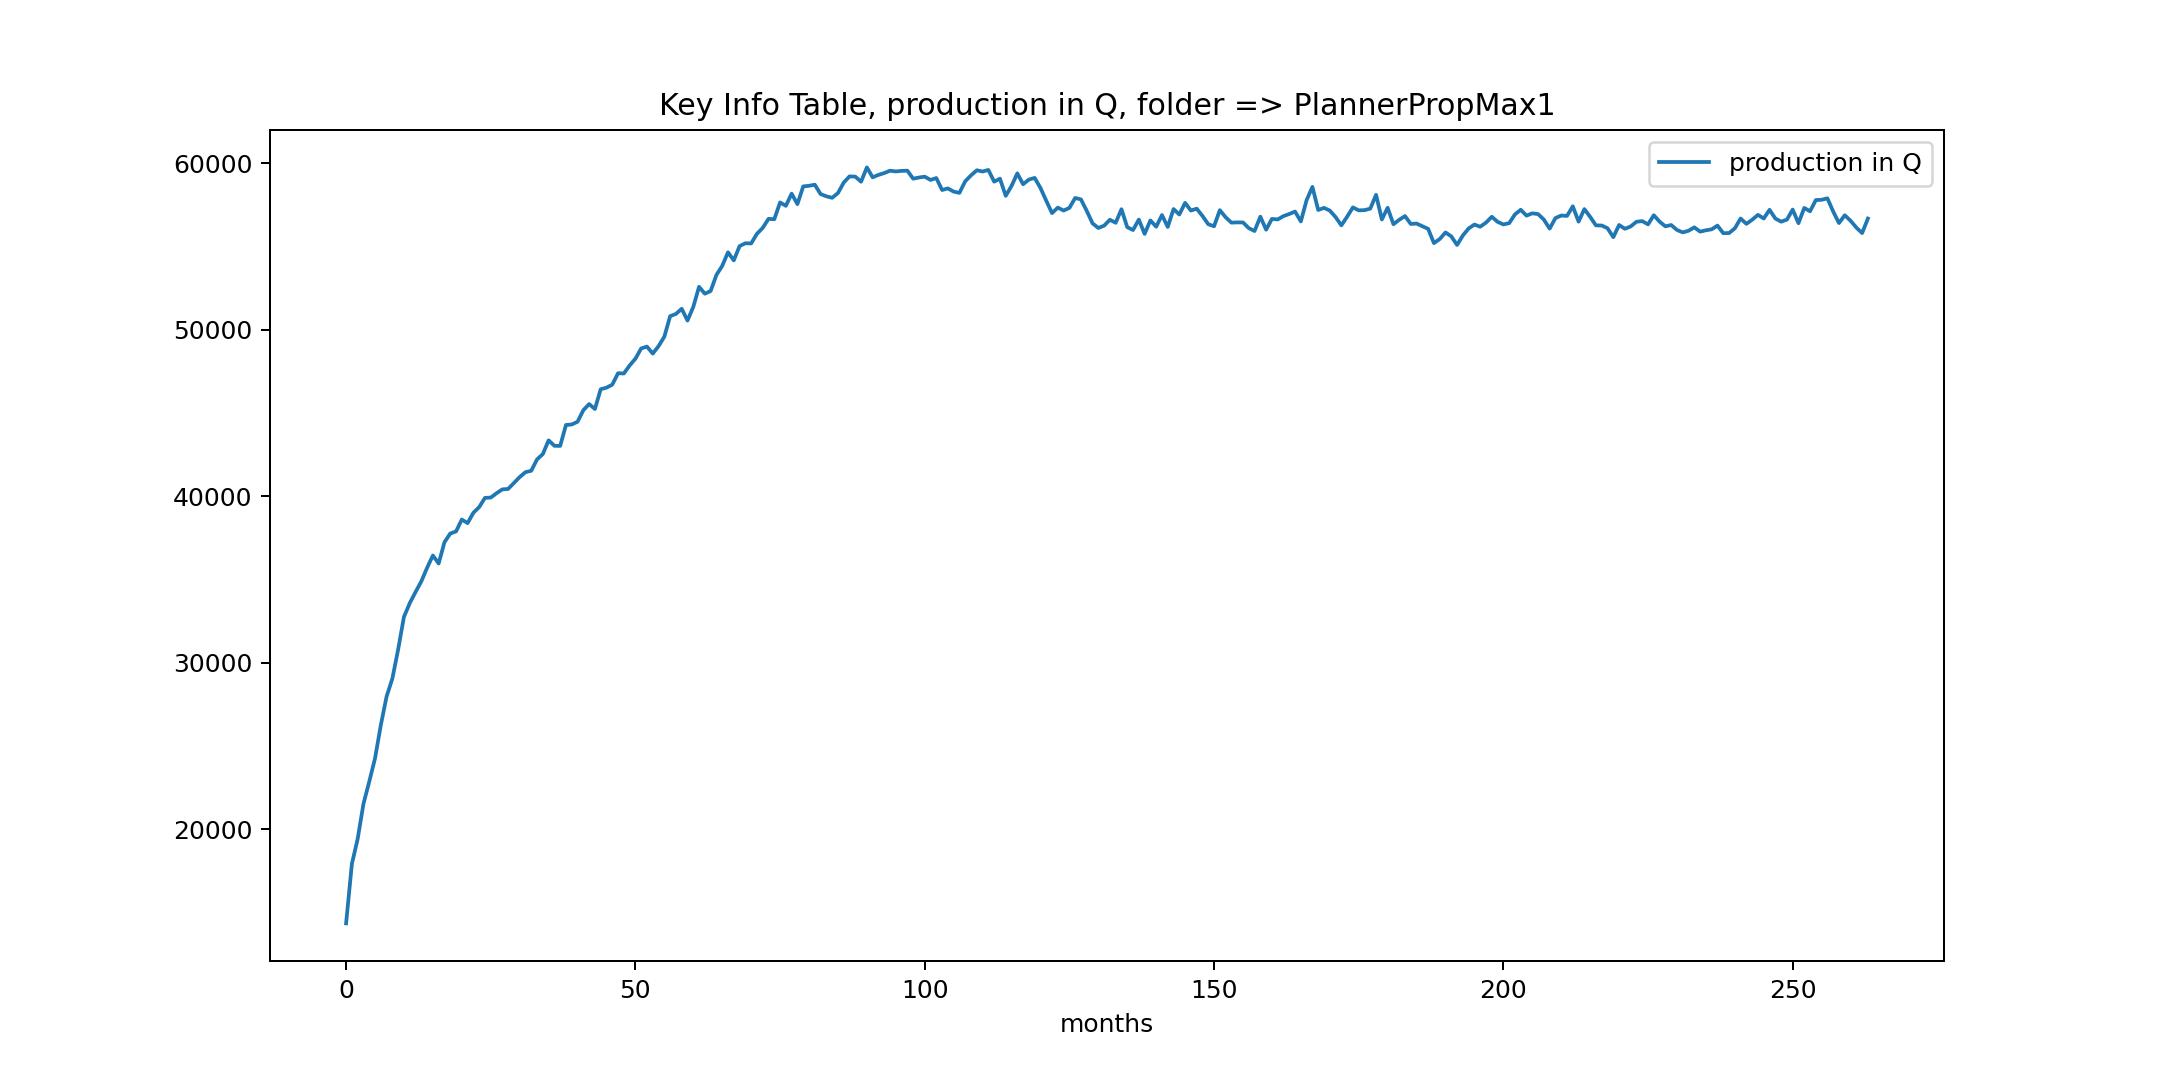 Key Info Table, production in Q, folder => PlannerPropMax1
production in Q
60000
50000
40000
30000
20000
0 50 100 150 200 250
months